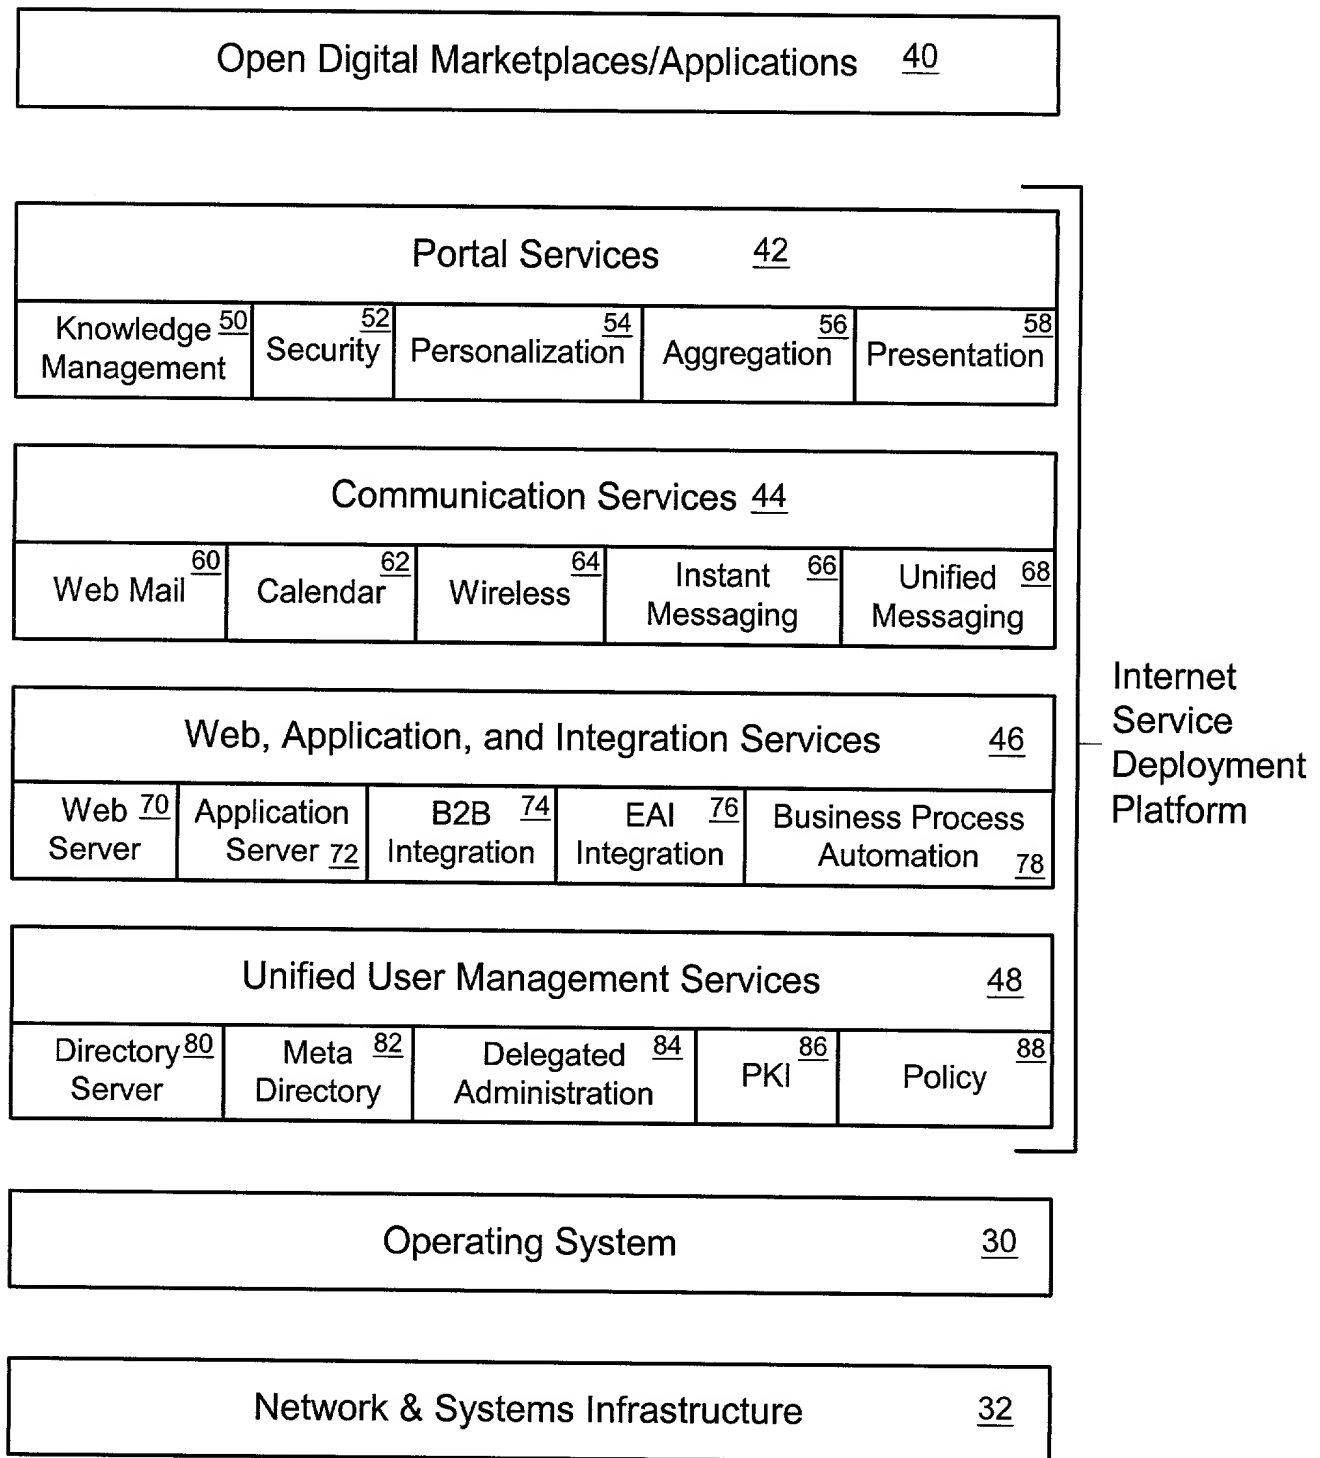 Open Digital Marketplaces/Applications 40
Portal Services 42
Knowledge 50
Management
Security 52
Personalization 54
Aggregation 56
Presentation 58
Communication Services 44
Web Mail 60
Calendar 62
Wireless 64
Instant 66
Messaging
Unified 68
Messaging
Web, Application, and Integration Services 46
Web 70
Server
Application
Server 72
B2B 74
Integration
EAI 76
Integration
Business Process
Automation 78
Unified User Management Services 48
Directory 80
Server
Meta 82
Directory
Delegated 84
Administration
PKI 86
Policy 88
Internet
Service
Deployment
Platform
Operating System 30
Network & Systems Infrastructure 32